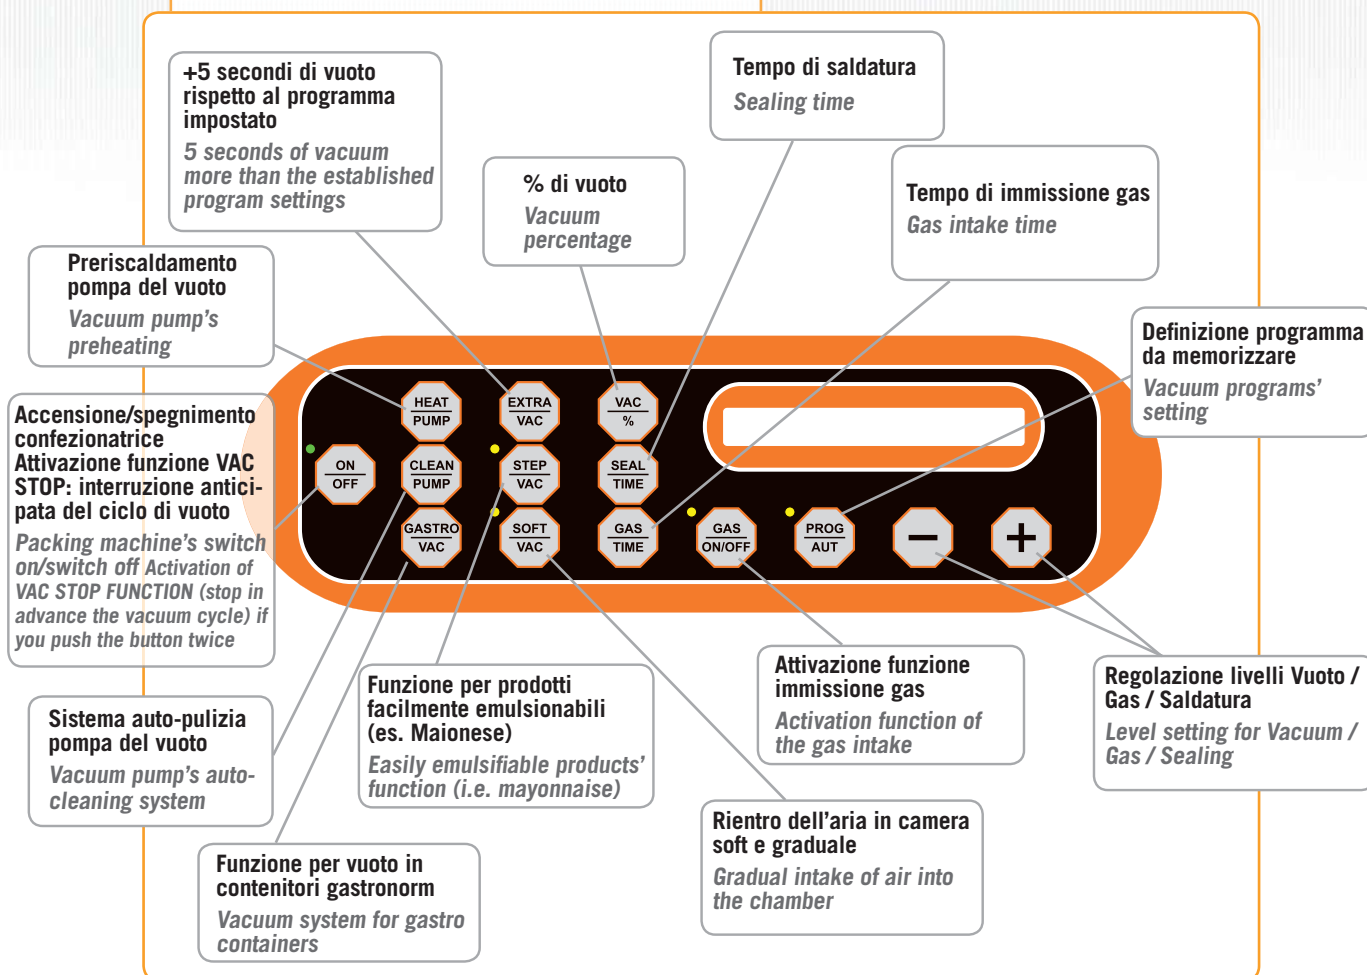 +5 secondi di vuoto
rispetto al programma
impostato
5 seconds of vacuum
more than the established
program settings
Tempo di saldatura
Sealing time
% di vuoto
Vacuum
percentage
Tempo di immissione gas
Gas intake time
Preriscaldamento
pompa del vuoto
Vacuum pump's
preheating
Definizione programma
da memorizzare
Vacuum programs'
setting
Accensione/spegnimento
confezionatrice
Attivazione funzione VAC
STOP: interruzione antici-
pata del ciclo di vuoto
Packing machine's switch
on/switch off Activation of
VAC STOP FUNCTION (stop in
advance the vacuum cycle) if
you push the button twice
HEAT
PUMP
EXTRA
VAC
VAC
%
ON
OFF
CLEAN
PUMP
STEP
VAC
SEAL
TIME
GASTRO
VAC
SOFT
VAC
GAS
TIME
GAS
ON/OFF
PROG
AUT
−
+
Sistema auto-pulizia
pompa del vuoto
Vacuum pump's auto-
cleaning system
Funzione per prodotti
facilmente emulsionabili
(es. Maionese)
Easily emulsifiable products'
function (i.e. mayonnaise)
Attivazione funzione
immissione gas
Activation function of
the gas intake
Regolazione livelli Vuoto /
Gas / Saldatura
Level setting for Vacuum /
Gas / Sealing
Funzione per vuoto in
contenitori gastronorm
Vacuum system for gastro
containers
Rientro dell'aria in camera
soft e graduale
Gradual intake of air into
the chamber